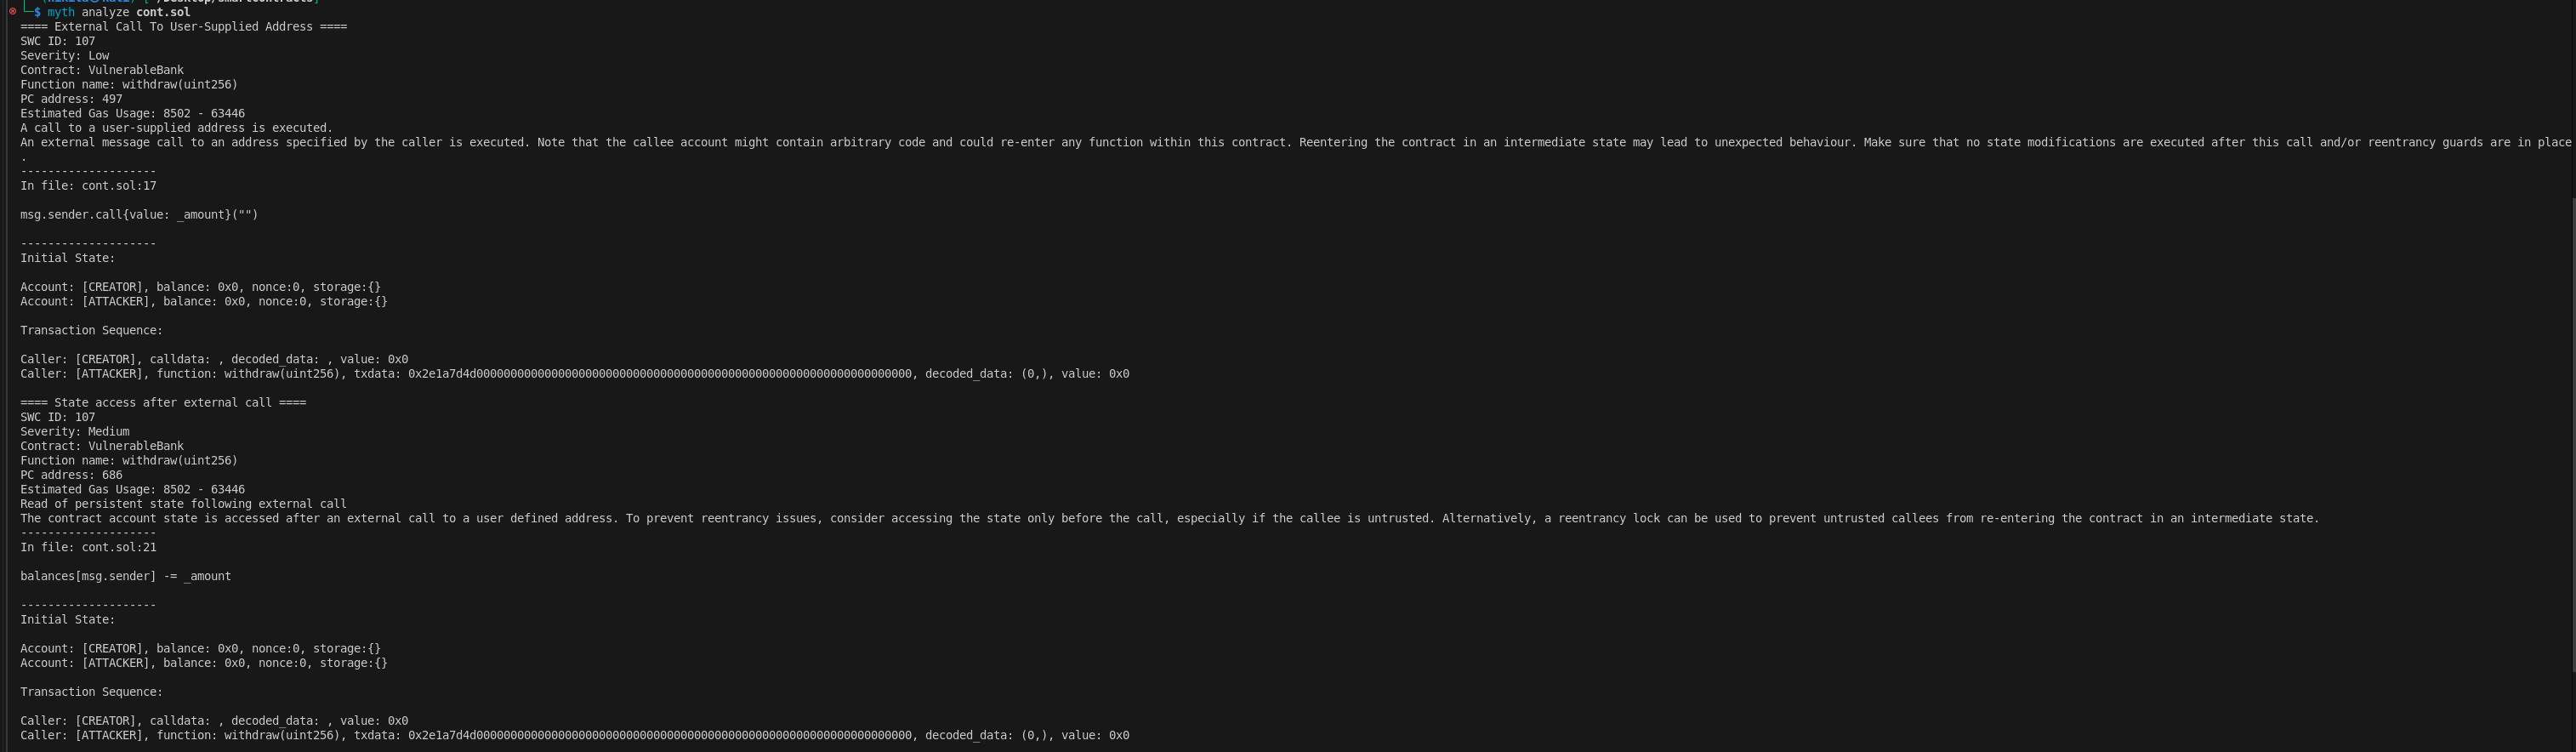 └─$ myth analyze cont.sol
==== External Call To User-Supplied Address ====
SWC ID: 107
Severity: Low
Contract: VulnerableBank
Function name: withdraw(uint256)
PC address: 497
Estimated Gas Usage: 8502 - 63446
A call to a user-supplied address is executed.
An external message call to an address specified by the caller is executed. Note that the callee account might contain arbitrary code and could re-enter any function within this contract. Reentering the contract in an intermediate state may lead to unexpected behaviour. Make sure that no state modifications are executed after this call and/or reentrancy guards are in place
.
--------------------
In file: cont.sol:17

msg.sender.call{value: _amount}("")

--------------------
Initial State:

Account: [CREATOR], balance: 0x0, nonce:0, storage:{}
Account: [ATTACKER], balance: 0x0, nonce:0, storage:{}

Transaction Sequence:

Caller: [CREATOR], calldata: , decoded_data: , value: 0x0
Caller: [ATTACKER], function: withdraw(uint256), txdata: 0x2e1a7d4d0000000000000000000000000000000000000000000000000000000000000000, decoded_data: (0,), value: 0x0

==== State access after external call ====
SWC ID: 107
Severity: Medium
Contract: VulnerableBank
Function name: withdraw(uint256)
PC address: 686
Estimated Gas Usage: 8502 - 63446
Read of persistent state following external call
The contract account state is accessed after an external call to a user defined address. To prevent reentrancy issues, consider accessing the state only before the call, especially if the callee is untrusted. Alternatively, a reentrancy lock can be used to prevent untrusted callees from re-entering the contract in an intermediate state.
--------------------
In file: cont.sol:21

balances[msg.sender] -= _amount

--------------------
Initial State:

Account: [CREATOR], balance: 0x0, nonce:0, storage:{}
Account: [ATTACKER], balance: 0x0, nonce:0, storage:{}

Transaction Sequence:

Caller: [CREATOR], calldata: , decoded_data: , value: 0x0
Caller: [ATTACKER], function: withdraw(uint256), txdata: 0x2e1a7d4d0000000000000000000000000000000000000000000000000000000000000000, decoded_data: (0,), value: 0x0